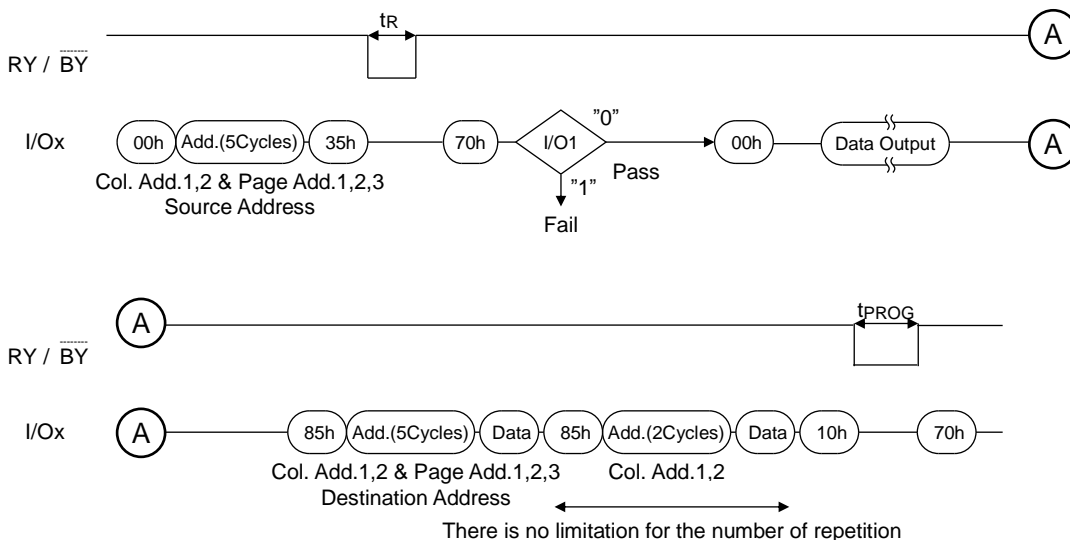 tR
A
RY / BY
I/Ox
00h Add.(5Cycles) 35h 70h I/O1 "0" 00h Data Output A
Pass
Col. Add.1,2 & Page Add.1,2,3
"1"
Source Address
Fail
A
tPROG
RY / BY
I/Ox
A 85h Add.(5Cycles) Data 85h Add.(2Cycles) Data 10h 70h
Col. Add.1,2 & Page Add.1,2,3 Col. Add.1,2
Destination Address
There is no limitation for the number of repetition